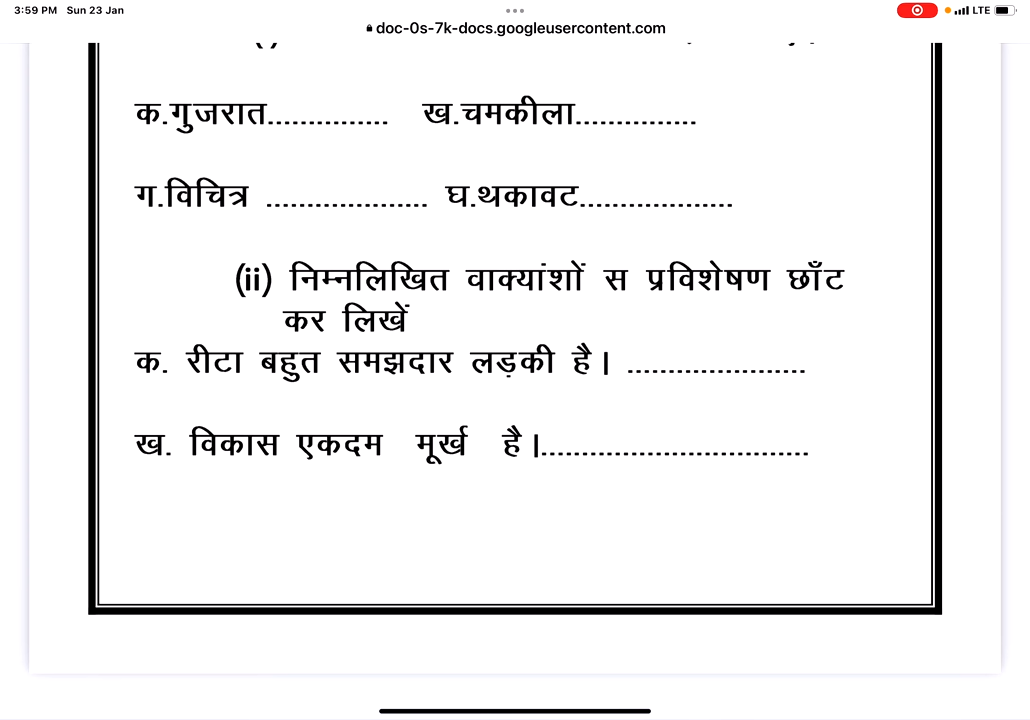 3:59 PM Sun 23 Jan
LTE
doc-0s-7k-docs.googleusercontent.com
क.गुजरात............... ख.चमकीला...............
ग.विचित्र .................... घ.थकावट...................
(ii) निम्नलिखित वाक्यांशों स प्रविशेषण छाँट
कर लिखें
क. रीटा बहुत समझदार लड़की है। ......................
ख. विकास एकदम मूर्ख है।.................................